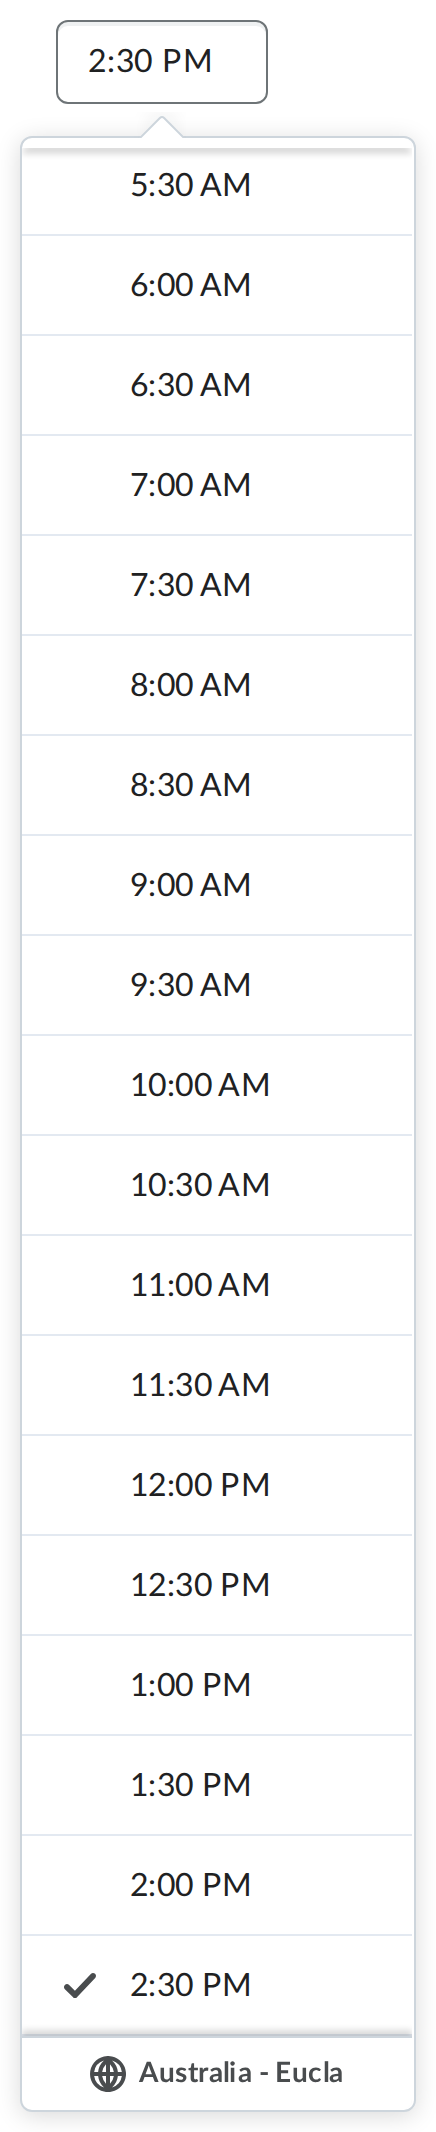 2:30 PM
5:30 AM
6:00 AM
6:30 AM
7:00 AM
7:30 AM
8:00 AM
8:30 AM
9:00 AM
9:30 AM
10:00 AM
10:30 AM
11:00 AM
11:30 AM
12:00 PM
12:30 PM
1:00 PM
1:30 PM
2:00 PM
2:30 PM
Australia - Eucla